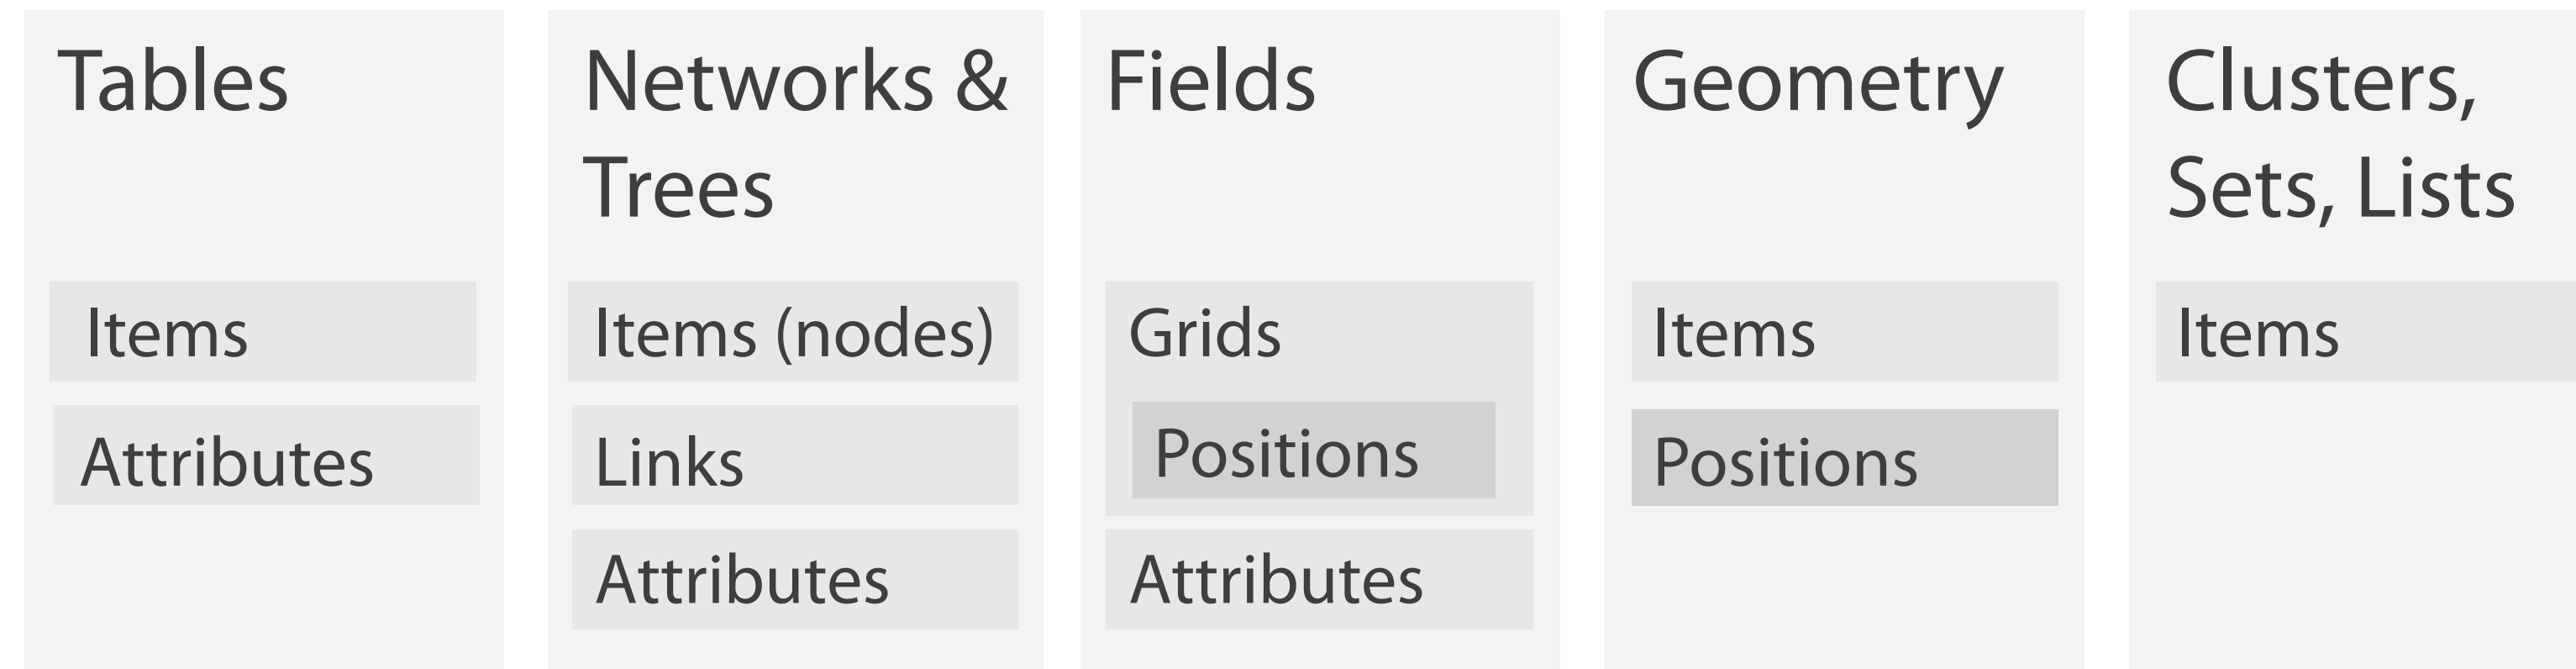 Tables
Items
Attributes
Networks &
Trees
Items (nodes)
Links
Attributes
Fields
Grids
Positions
Attributes
Geometry
Items
Positions
Clusters,
Sets, Lists
Items